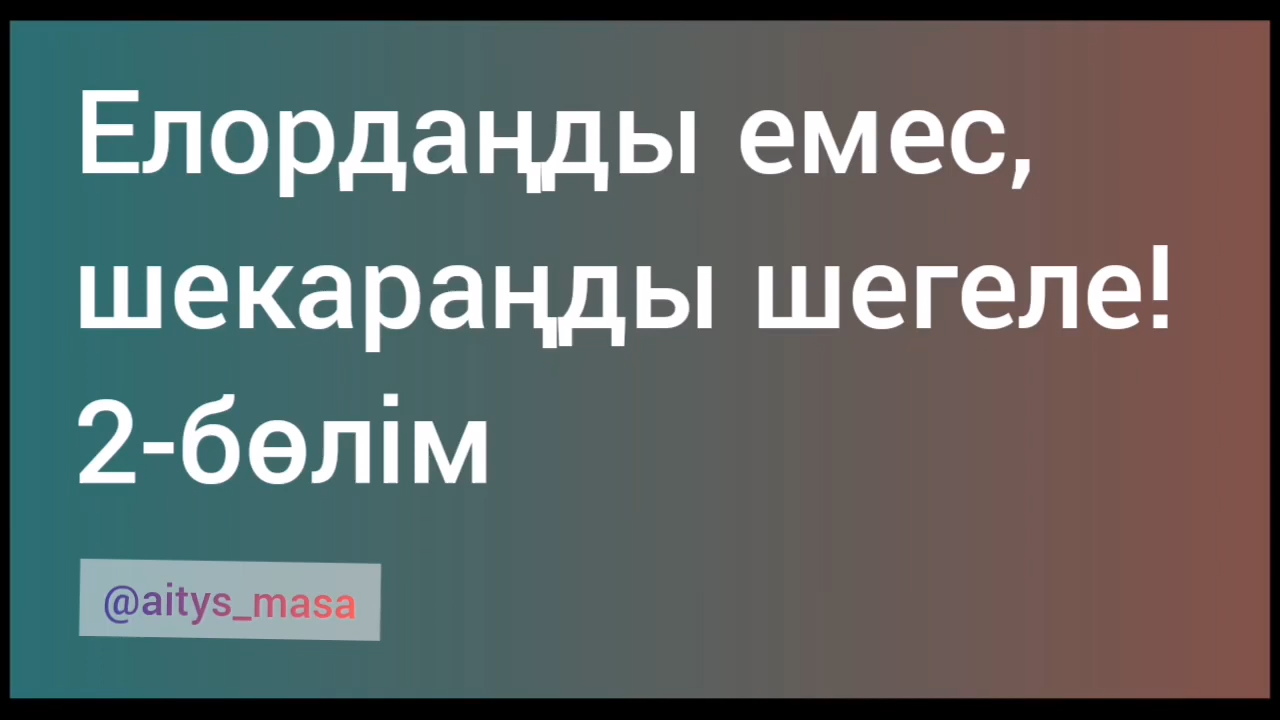 Елордаңды емес,
шекараңды шегеле!
2-бөлім
@aitys_masa